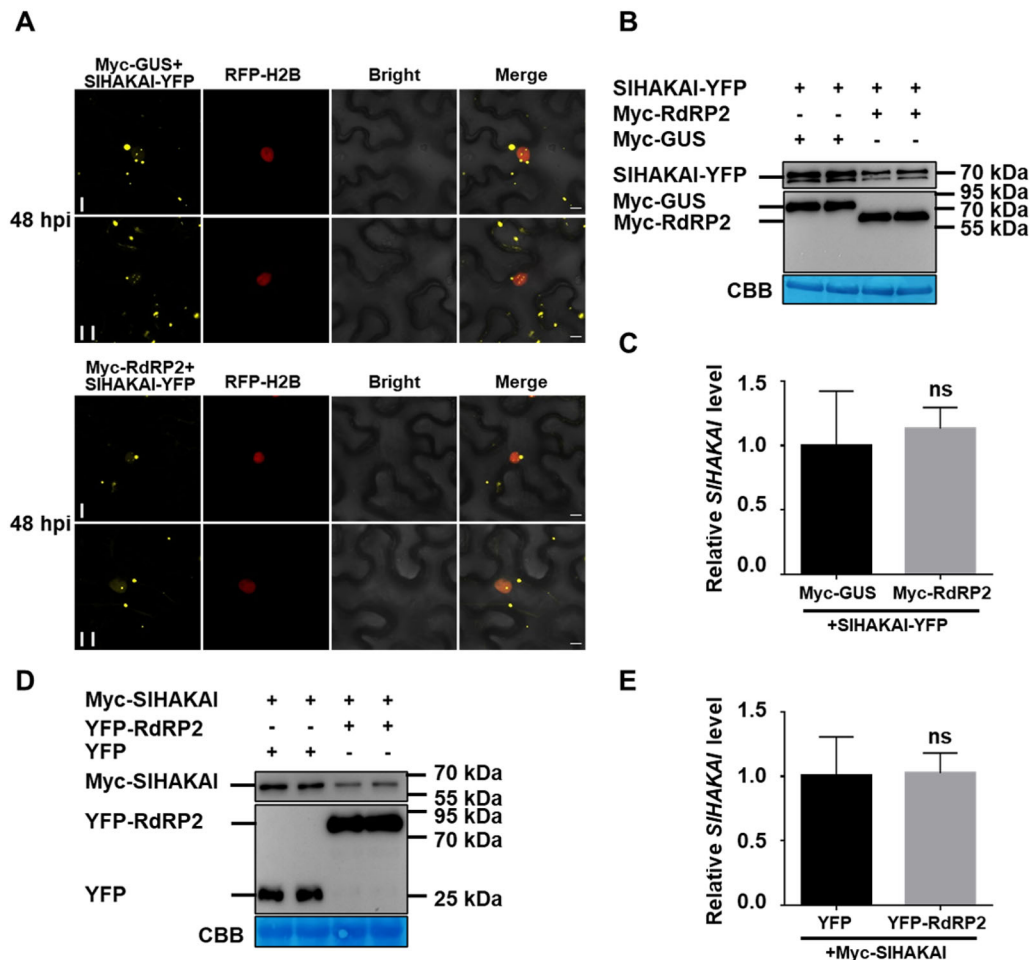 A
Myc-GUS+
SlHAKAI-YFP
RFP-H2B
Bright
Merge
48 hpi
I
I I
Myc-RdRP2+
SlHAKAI-YFP
RFP-H2B
Bright
Merge
48 hpi
I
I I
B
SlHAKAI-YFP + + + +
Myc-RdRP2 - - + +
Myc-GUS + + - -
SlHAKAI-YFP
70 kDa
95 kDa
Myc-GUS
70 kDa
Myc-RdRP2
55 kDa
CBB
C
Relative SlHAKAI level
1.5
1.0
0.5
0.0
ns
Myc-GUS Myc-RdRP2
+SlHAKAI-YFP
D
Myc-SlHAKAI + + + +
YFP-RdRP2 - - + +
YFP + + - -
Myc-SlHAKAI
70 kDa
55 kDa
YFP-RdRP2
95 kDa
70 kDa
YFP
25 kDa
CBB
E
Relative SlHAKAI level
1.5
1.0
0.5
0.0
ns
YFP YFP-RdRP2
+Myc-SlHAKAI